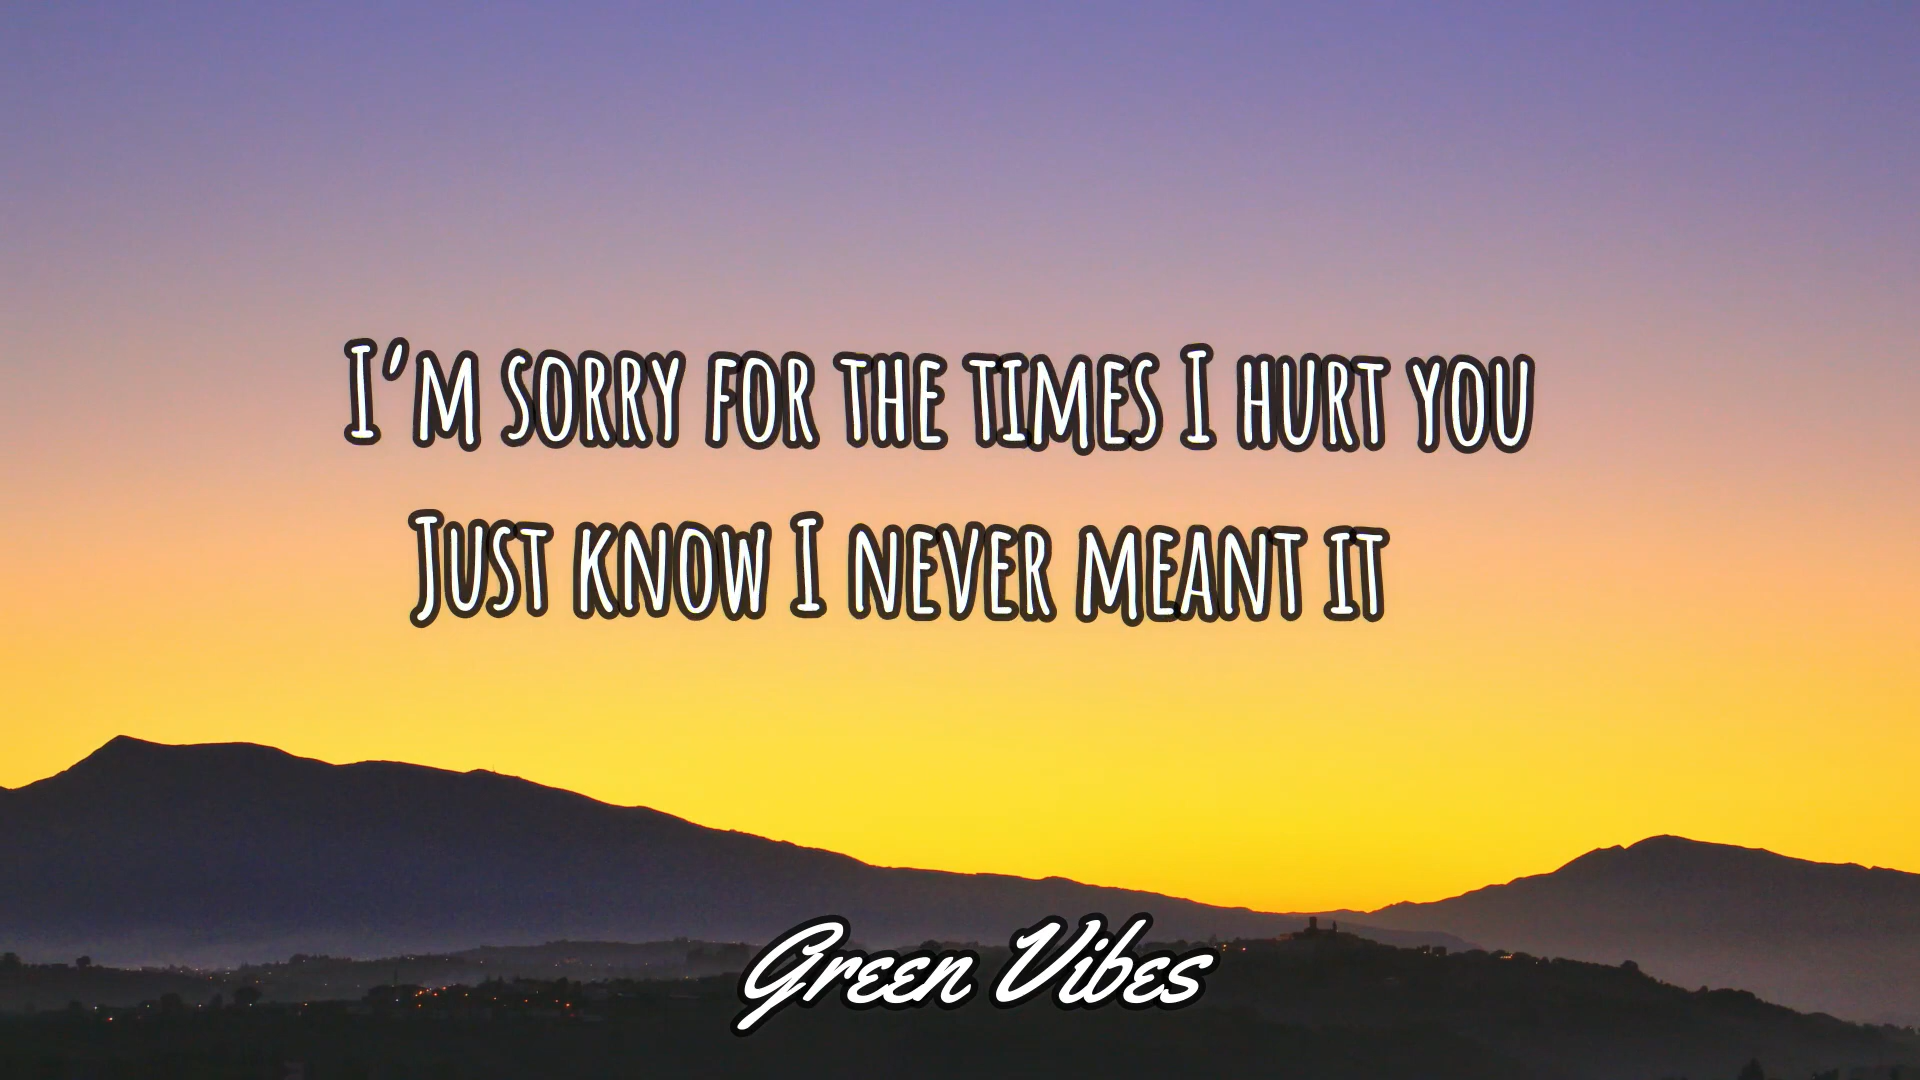 I'm sorry for the times I hurt you
Just know I never meant it
Green Vibes